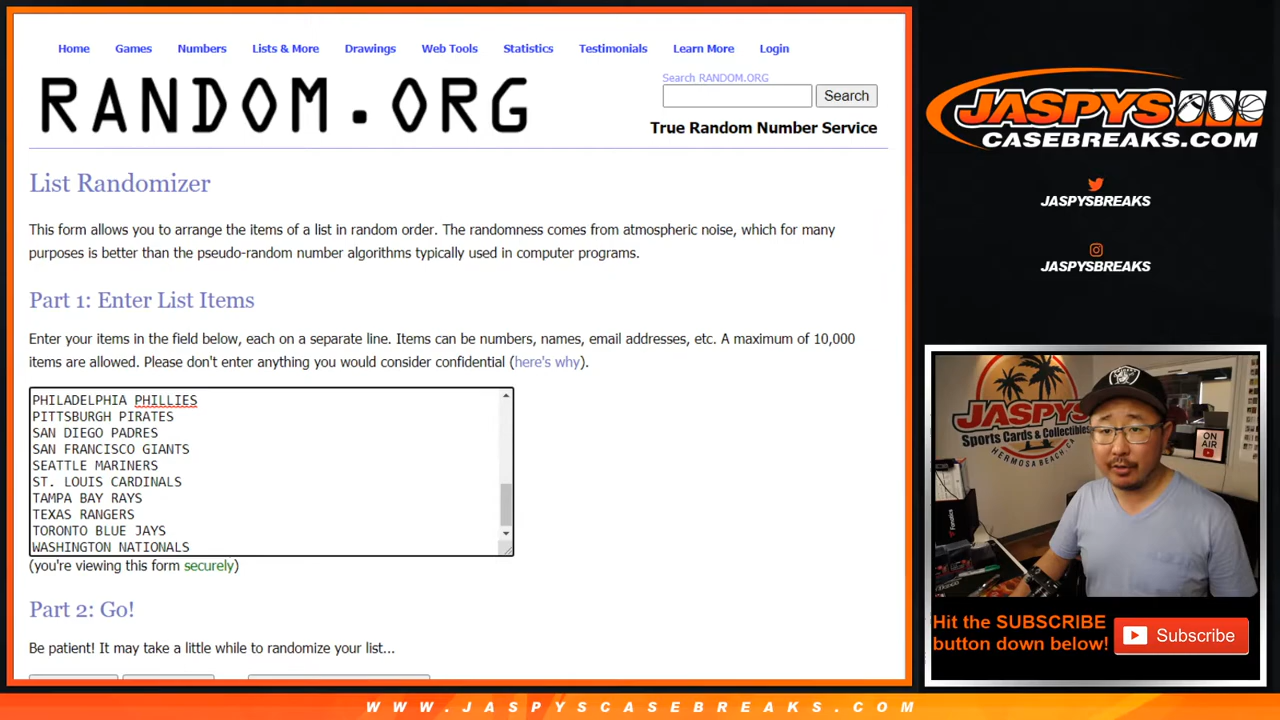 Home Games Numbers Lists & More Drawings Web Tools Statistics Testimonials Learn More Login
RANDOM.ORG
Search RANDOM.ORG
Search
True Random Number Service
List Randomizer
This form allows you to arrange the items of a list in random order. The randomness comes from atmospheric noise, which for many
purposes is better than the pseudo-random number algorithms typically used in computer programs.
Part 1: Enter List Items
Enter your items in the field below, each on a separate line. Items can be numbers, names, email addresses, etc. A maximum of 10,000
items are allowed. Please don't enter anything you would consider confidential (here's why).
PHILADELPHIA PHILLIES
PITTSBURGH PIRATES
SAN DIEGO PADRES
SAN FRANCISCO GIANTS
SEATTLE MARINERS
ST. LOUIS CARDINALS
TAMPA BAY RAYS
TEXAS RANGERS
TORONTO BLUE JAYS
WASHINGTON NATIONALS
(you're viewing this form securely)
Part 2: Go!
Be patient! It may take a little while to randomize your list...
JASPYS
CASEBREAKS.COM
JASPYSBREAKS
JASPYSBREAKS
JASPYS
Sports Cards & Collectibles
HERMOSA BEACH, CA
ON AIR
Fanatics
Hit the SUBSCRIBE
button down below!
Subscribe
WWW.JASPYSCASEBREAKS.COM